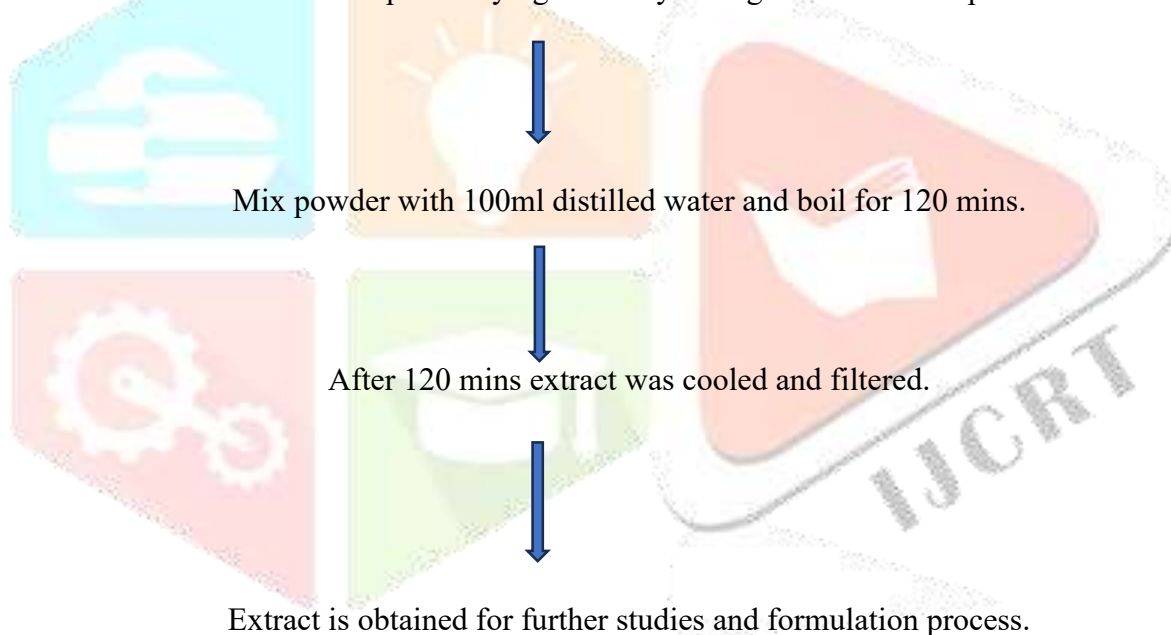 Mix powder with 100ml distilled water and boil for 120 mins.
After 120 mins extract was cooled and filtered.
IJCRT
Extract is obtained for further studies and formulation process.